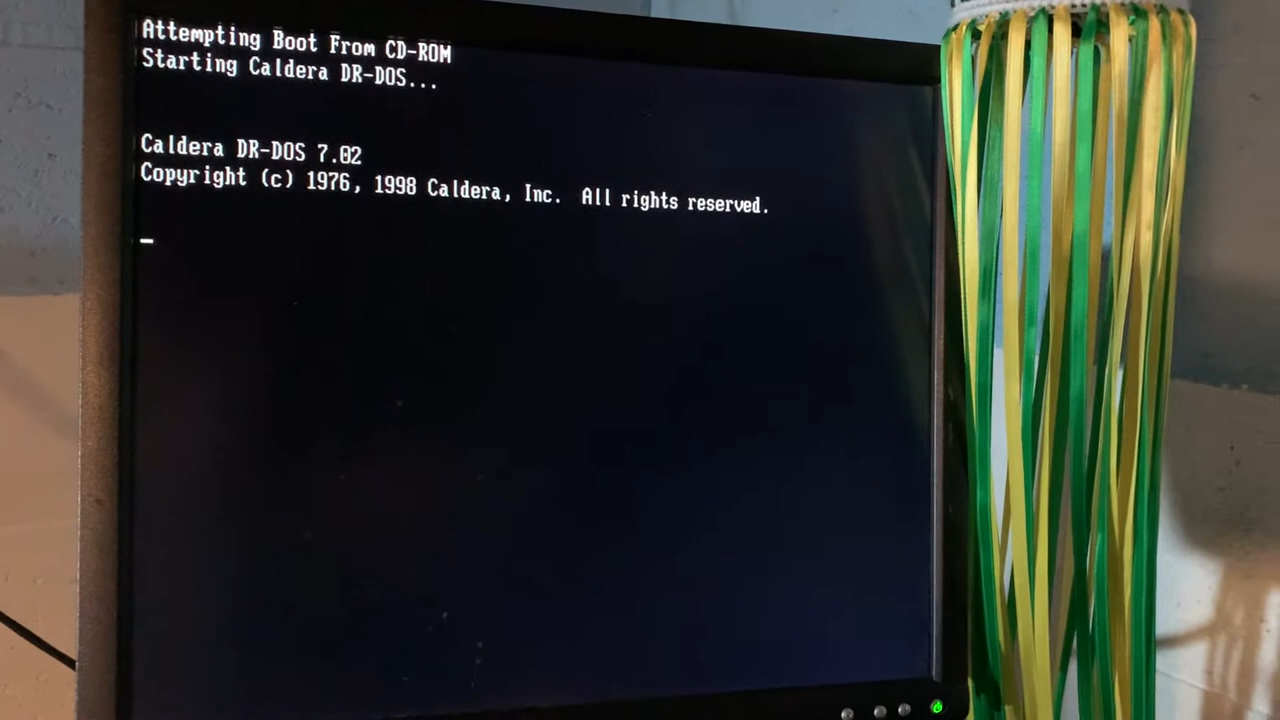 Attempting Boot From CD-ROM
Starting Caldera DR-DOS...
Caldera DR-DOS 7.02
Copyright (c) 1976, 1998 Caldera, Inc.  All rights reserved.